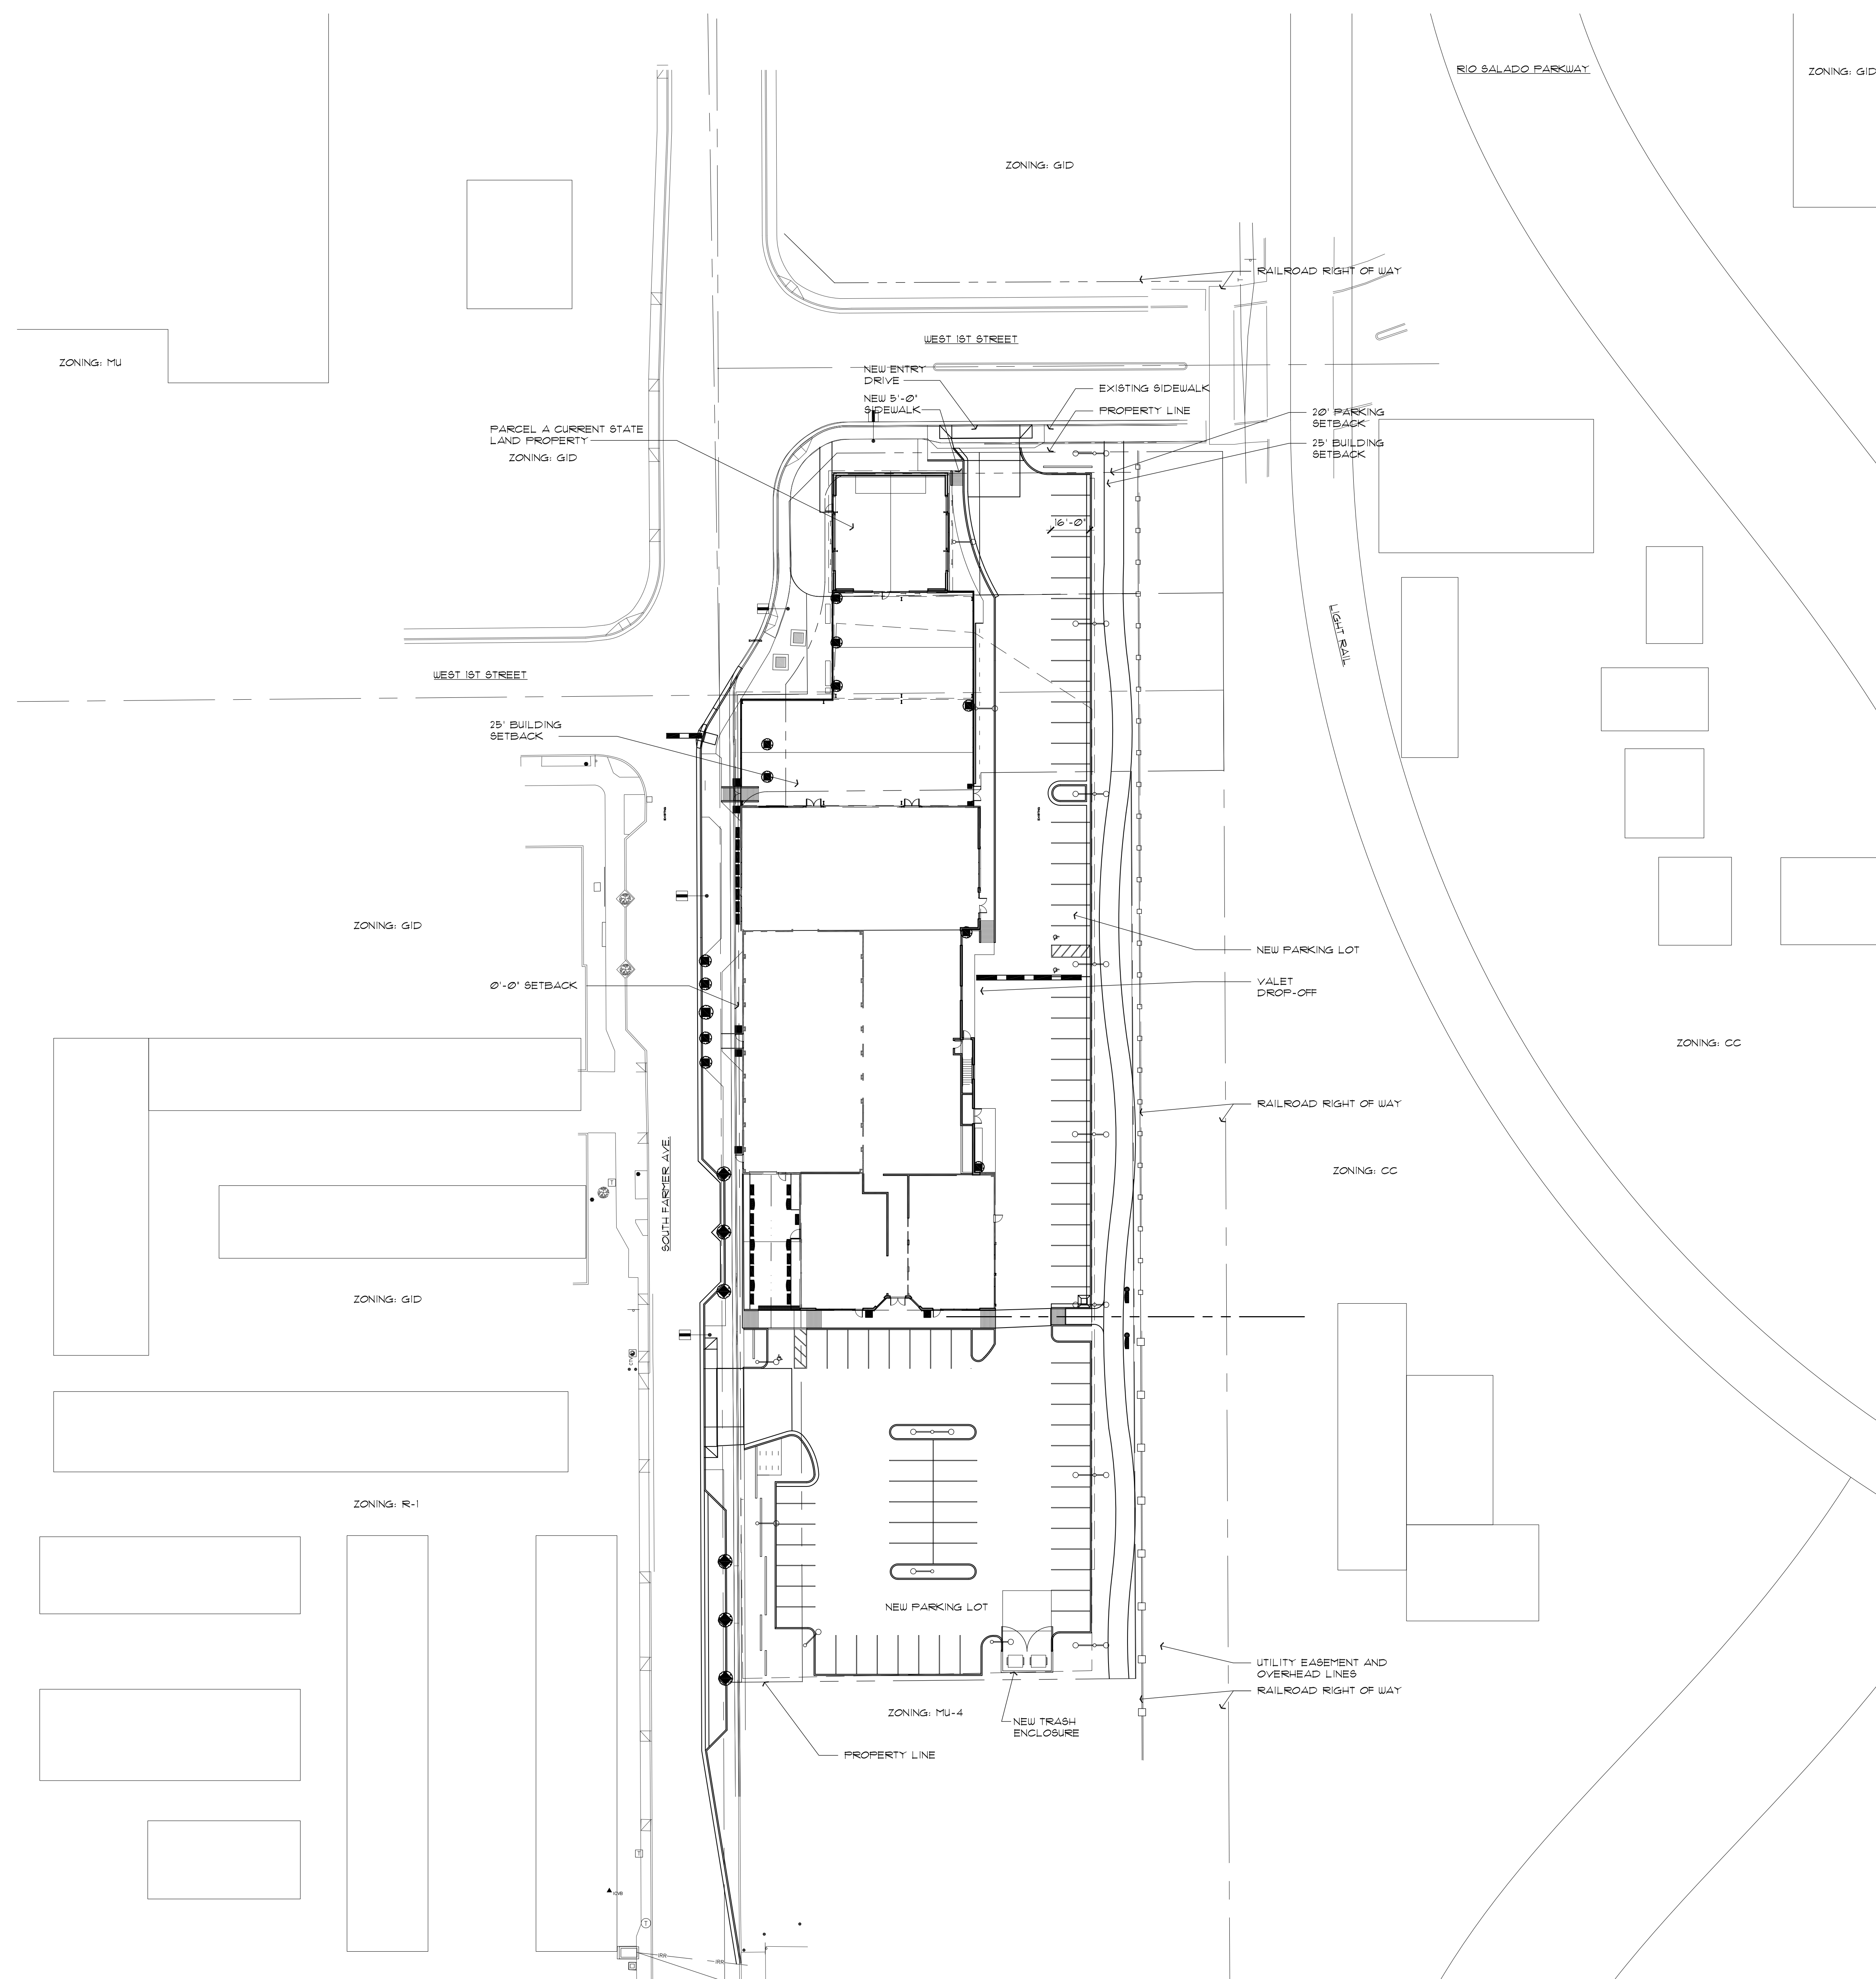 RIO SALADO PARKWAY
ZONING: GID
ZONING: GID
RAILROAD RIGHT OF WAY
WEST 1ST STREET
ZONING: MU
NEW ENTRY
DRIVE
EXISTING SIDEWALK
NEW 5'-0"
SIDEWALK
PROPERTY LINE
20' PARKING
SETBACK
PARCEL A CURRENT STATE
LAND PROPERTY
ZONING: GID
25' BUILDING
SETBACK
16'-0"
LIGHT RAIL
WEST 1ST STREET
25' BUILDING
SETBACK
ZONING: GID
NEW PARKING LOT
0'-0" SETBACK
VALET
DROP-OFF
ZONING: CC
RAILROAD RIGHT OF WAY
ZONING: CC
SOUTH FARMER AVE.
T
ZONING: GID
ZONING: R-1
NEW PARKING LOT
UTILITY EASEMENT AND
OVERHEAD LINES
RAILROAD RIGHT OF WAY
ZONING: MU-4
NEW TRASH
ENCLOSURE
PROPERTY LINE
T
T
IRR
IRR